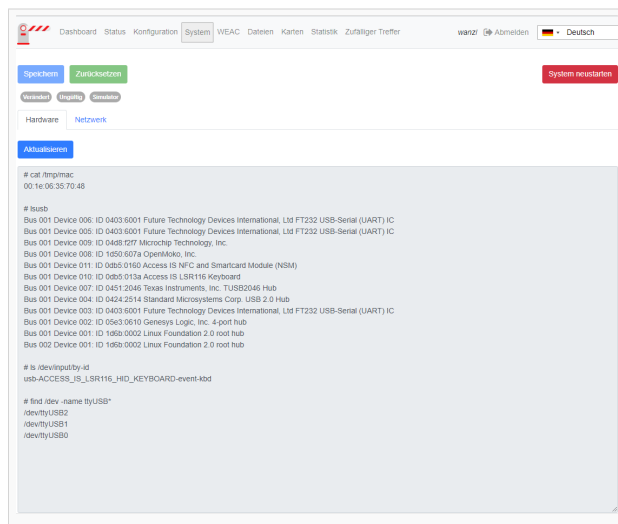 Dashboard Status Konfiguration System WEAC Dateien Karten Statistik Zufälliger Treffer wanzl Abmelden Deutsch
Speichern Zurücksetzen System neustarten
Verändert Ungültig Simulator
Hardware Netzwerk
Aktualisieren
# cat /tmp/mac
00:1e:06:35:70:48
# lsusb
Bus 001 Device 006: ID 0403:6001 Future Technology Devices International, Ltd FT232 USB-Serial (UART) IC
Bus 001 Device 005: ID 0403:6001 Future Technology Devices International, Ltd FT232 USB-Serial (UART) IC
Bus 001 Device 009: ID 04d8:f2f7 Microchip Technology, Inc.
Bus 001 Device 008: ID 1d50:607a OpenMoko, Inc.
Bus 001 Device 011: ID 0db5:0160 Access IS NFC and Smartcard Module (NSM)
Bus 001 Device 010: ID 0db5:013a Access IS LSR116 Keyboard
Bus 001 Device 007: ID 0451:2046 Texas Instruments, Inc. TUSB2046 Hub
Bus 001 Device 004: ID 0424:2514 Standard Microsystems Corp. USB 2.0 Hub
Bus 001 Device 003: ID 0403:6001 Future Technology Devices International, Ltd FT232 USB-Serial (UART) IC
Bus 001 Device 002: ID 05e3:0610 Genesys Logic, Inc. 4-port hub
Bus 001 Device 001: ID 1d6b:0002 Linux Foundation 2.0 root hub
Bus 002 Device 001: ID 1d6b:0002 Linux Foundation 2.0 root hub
# ls /dev/input/by-id
usb-ACCESS_IS_LSR116_HID_KEYBOARD-event-kbd
# find /dev -name ttyUSB*
/dev/ttyUSB2
/dev/ttyUSB1
/dev/ttyUSB0